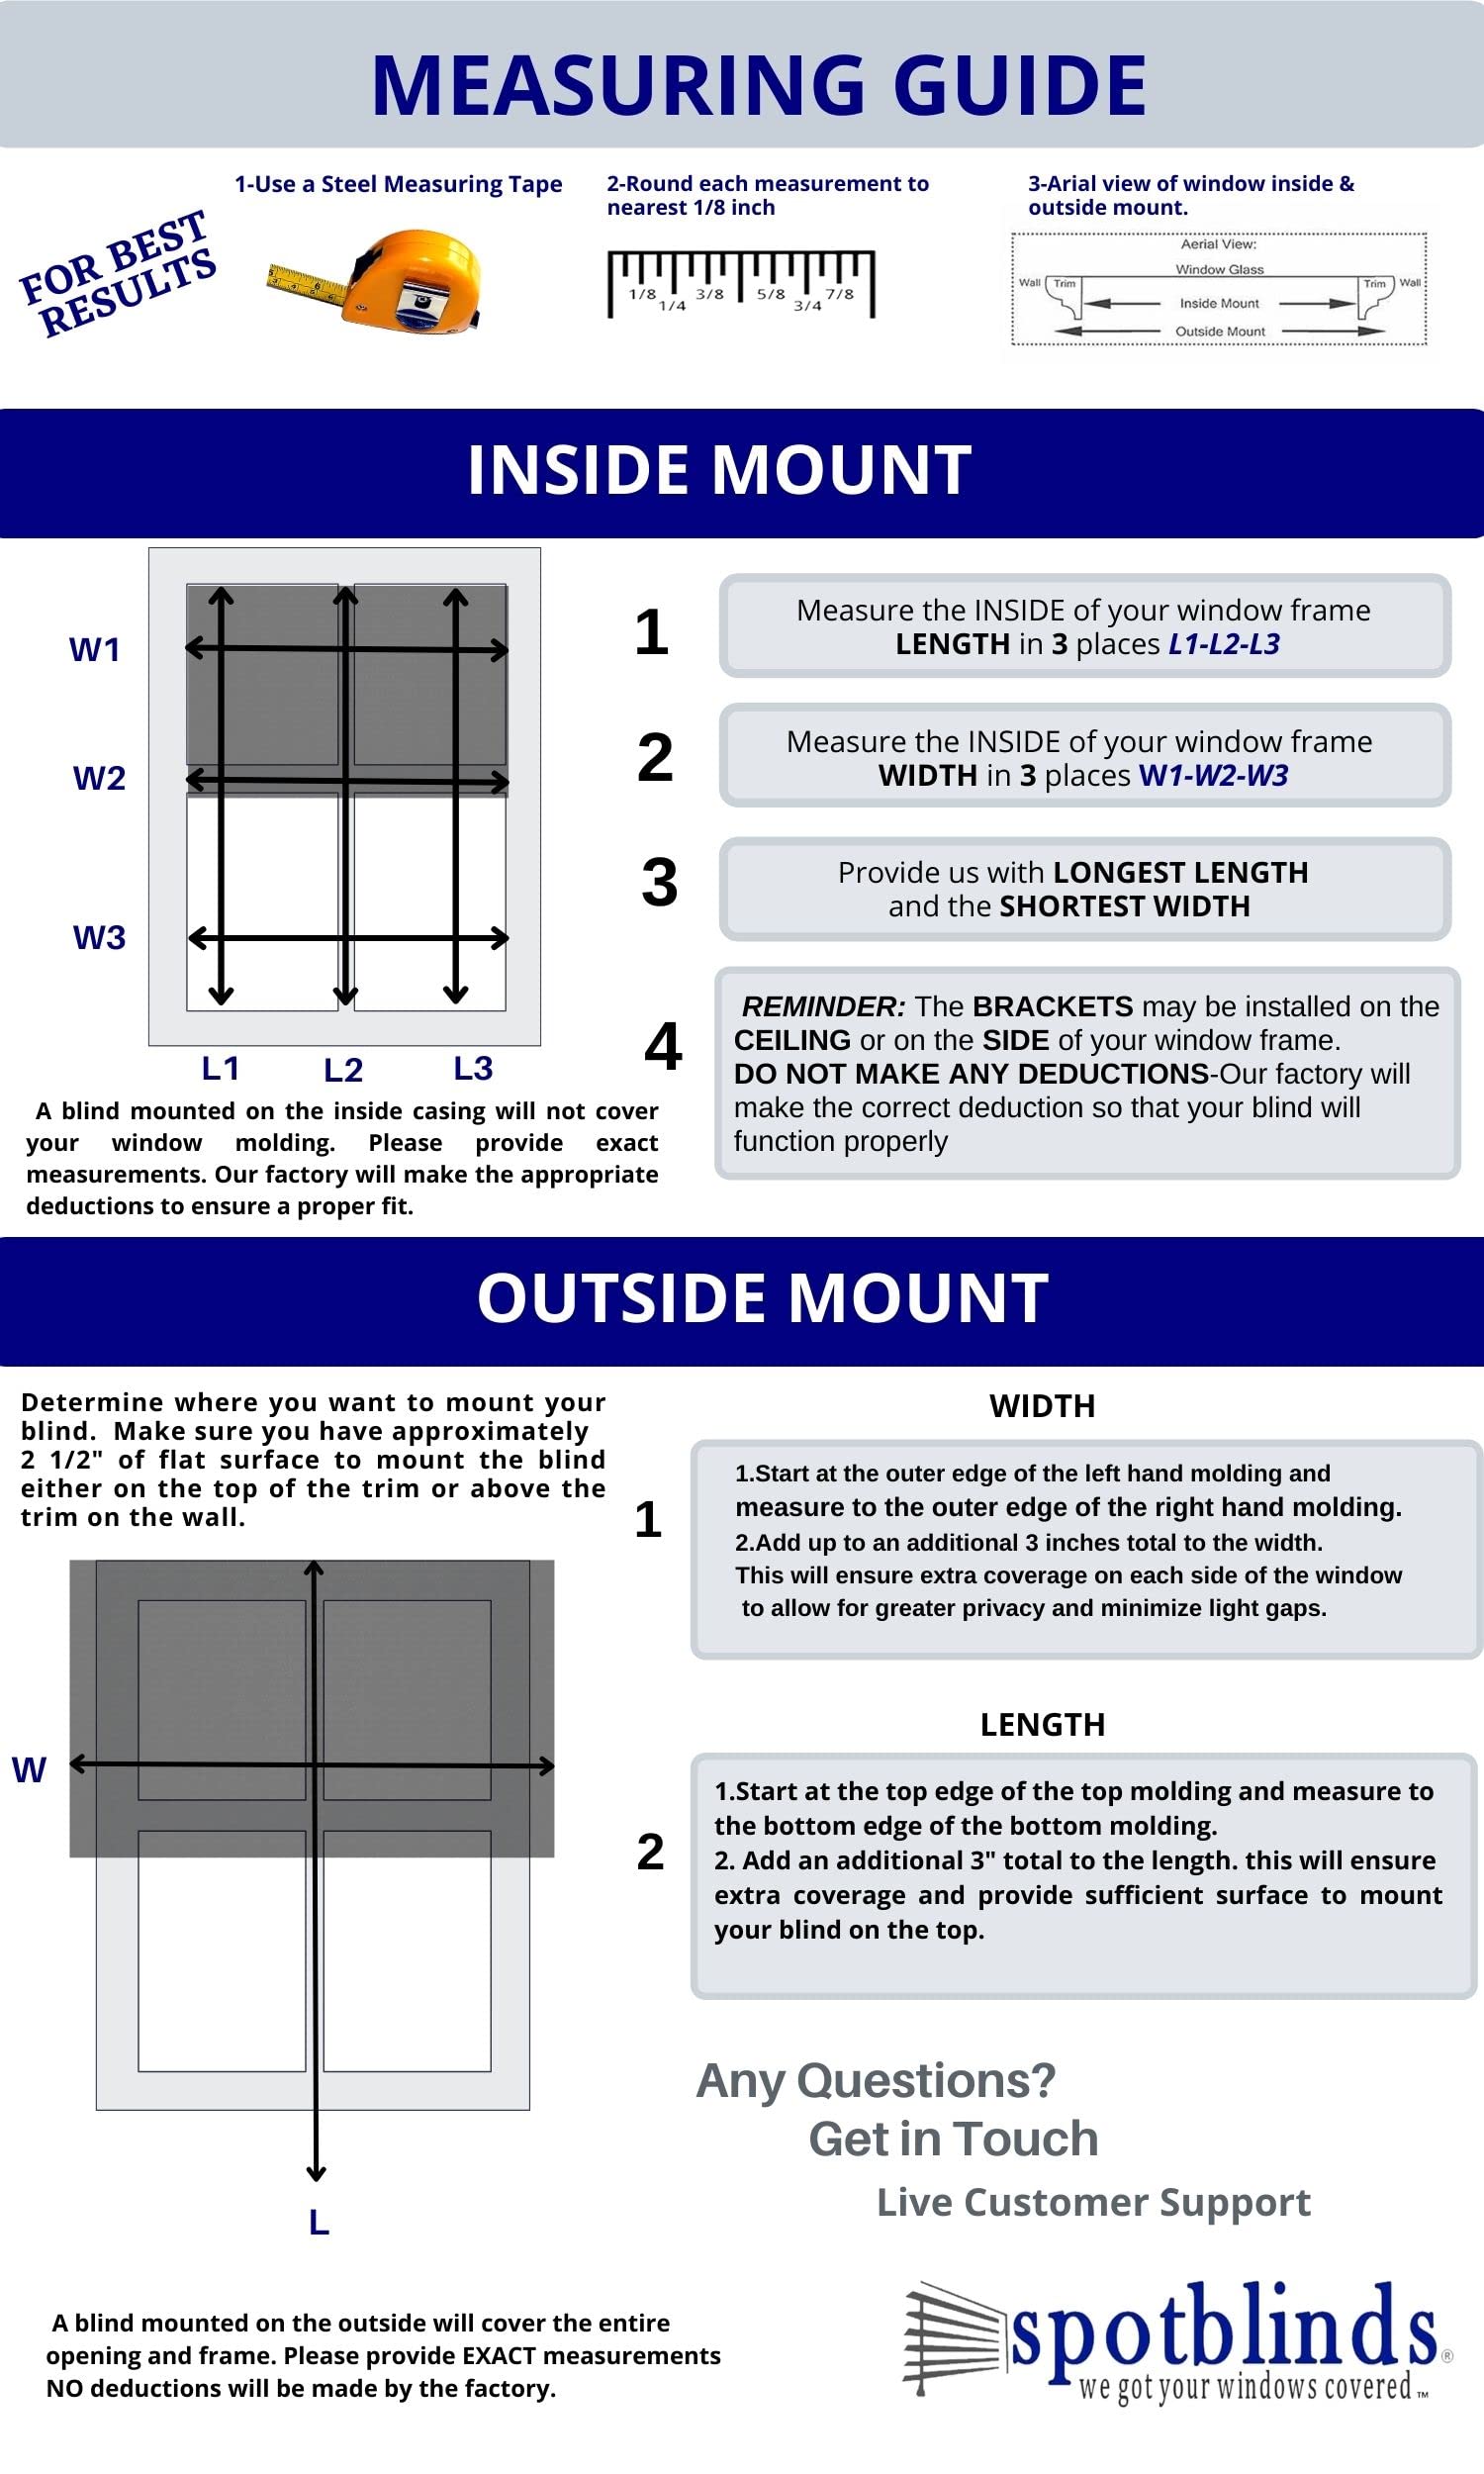 MEASURING GUIDE
FOR BEST
RESULTS
1-Use a Steel Measuring Tape
2-Round each measurement to
nearest 1/8 inch
1/8
1/4
3/8
5/8
3/4
7/8
3-Arial view of window inside &
outside mount.
Aerial View:
Window Glass
Wall
Trim
Trim
Wall
Inside Mount
Outside Mount
INSIDE MOUNT
W1
W2
W3
L1
L2
L3
A blind mounted on the inside casing will not cover
your window molding. Please provide exact
measurements. Our factory will make the appropriate
deductions to ensure a proper fit.
1
Measure the INSIDE of your window frame
LENGTH in 3 places L1-L2-L3
2
Measure the INSIDE of your window frame
WIDTH in 3 places W1-W2-W3
3
Provide us with LONGEST LENGTH
and the SHORTEST WIDTH
4
REMINDER: The BRACKETS may be installed on the
CEILING or on the SIDE of your window frame.
DO NOT MAKE ANY DEDUCTIONS-Our factory will
make the correct deduction so that your blind will
function properly
OUTSIDE MOUNT
Determine where you want to mount your
blind. Make sure you have approximately
2 1/2" of flat surface to mount the blind
either on the top of the trim or above the
trim on the wall.
W
L
WIDTH
1
1.Start at the outer edge of the left hand molding and
measure to the outer edge of the right hand molding.
2.Add up to an additional 3 inches total to the width.
This will ensure extra coverage on each side of the window
to allow for greater privacy and minimize light gaps.
LENGTH
2
1.Start at the top edge of the top molding and measure to
the bottom edge of the bottom molding.
2. Add an additional 3" total to the length. this will ensure
extra coverage and provide sufficient surface to mount
your blind on the top.
Any Questions?
Get in Touch
Live Customer Support
A blind mounted on the outside will cover the entire
opening and frame. Please provide EXACT measurements
NO deductions will be made by the factory.
spotblinds®
we got your windows covered™